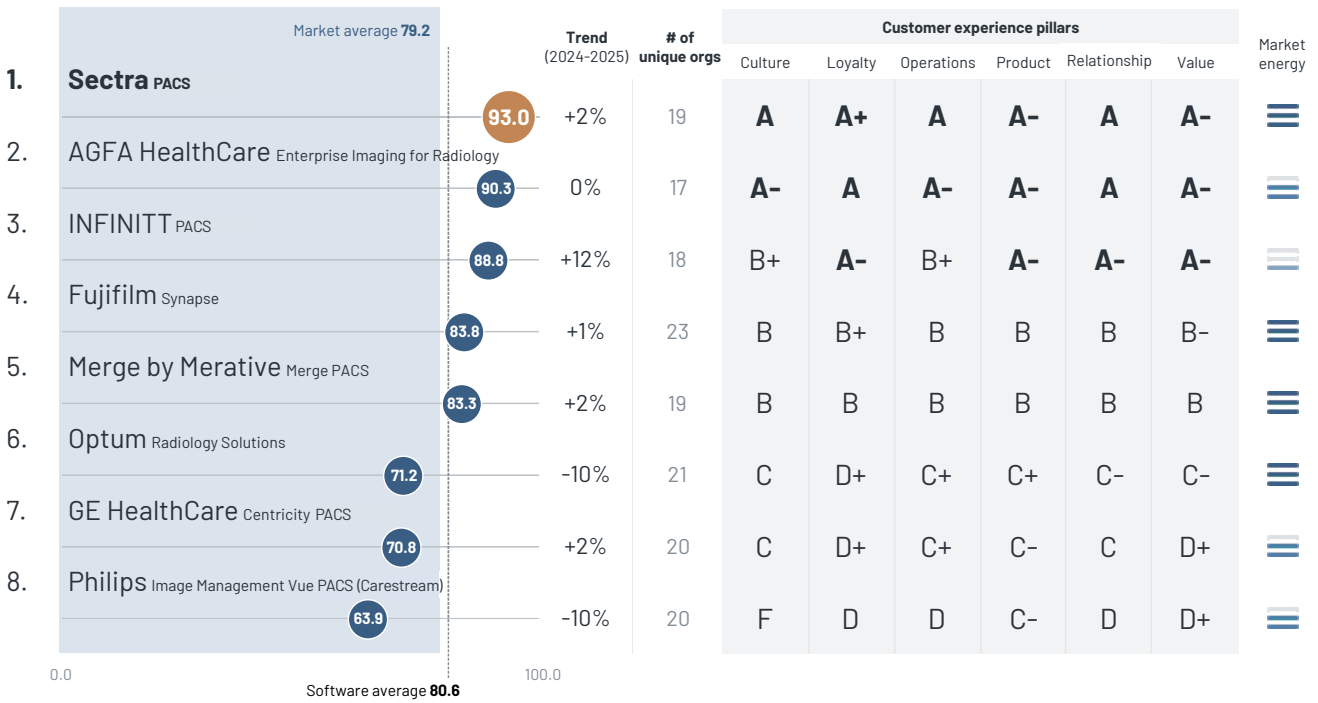 Market average 79.2
Trend
(2024-2025)
# of
unique orgs
Customer experience pillars
Culture Loyalty Operations Product Relationship Value
Market
energy
1. Sectra PACS
93.0 +2% 19 A A+ A A- A A-
2. AGFA HealthCare Enterprise Imaging for Radiology
90.3 0% 17 A- A A- A- A A-
3. INFINITT PACS
88.8 +12% 18 B+ A- B+ A- A- A-
4. Fujifilm Synapse
83.8 +1% 23 B B+ B B B B-
5. Merge by Merative Merge PACS
83.3 +2% 19 B B B B B B
6. Optum Radiology Solutions
71.2 -10% 21 C D+ C+ C+ C- C-
7. GE HealthCare Centricity PACS
70.8 +2% 20 C D+ C+ C- C D+
8. Philips Image Management Vue PACS (Carestream)
63.9 -10% 20 F D D C- D D+
0.0 100.0
Software average 80.6